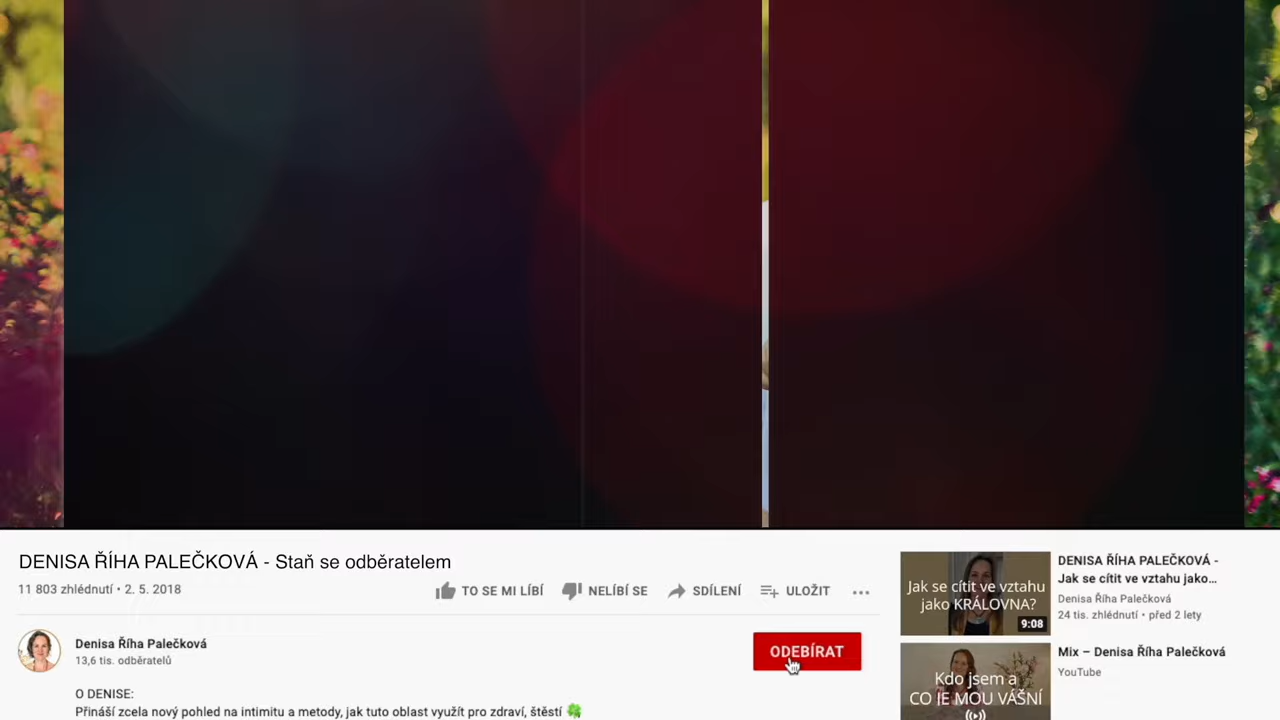 DENISA ŘÍHA PALEČKOVÁ - Staň se odběratelem
11 803 zhlédnutí • 2. 5. 2018
TO SE MI LÍBÍ
NELÍBÍ SE
SDÍLENÍ
ULOŽIT
Denisa Říha Palečková
13,6 tis. odběratelů
ODEBÍRAT
O DENISE:
Přináší zcela nový pohled na intimitu a metody, jak tuto oblast využít pro zdraví, štěstí 🍀
Jak se cítit ve vztahu
jako KRÁLOVNA?
9:08
DENISA ŘÍHA PALEČKOVÁ -
Jak se cítit ve vztahu jako...
Denisa Říha Palečková
24 tis. zhlédnutí • před 2 lety
Kdo jsem a
CO JE MOU VÁŠNÍ
Mix – Denisa Říha Palečková
YouTube